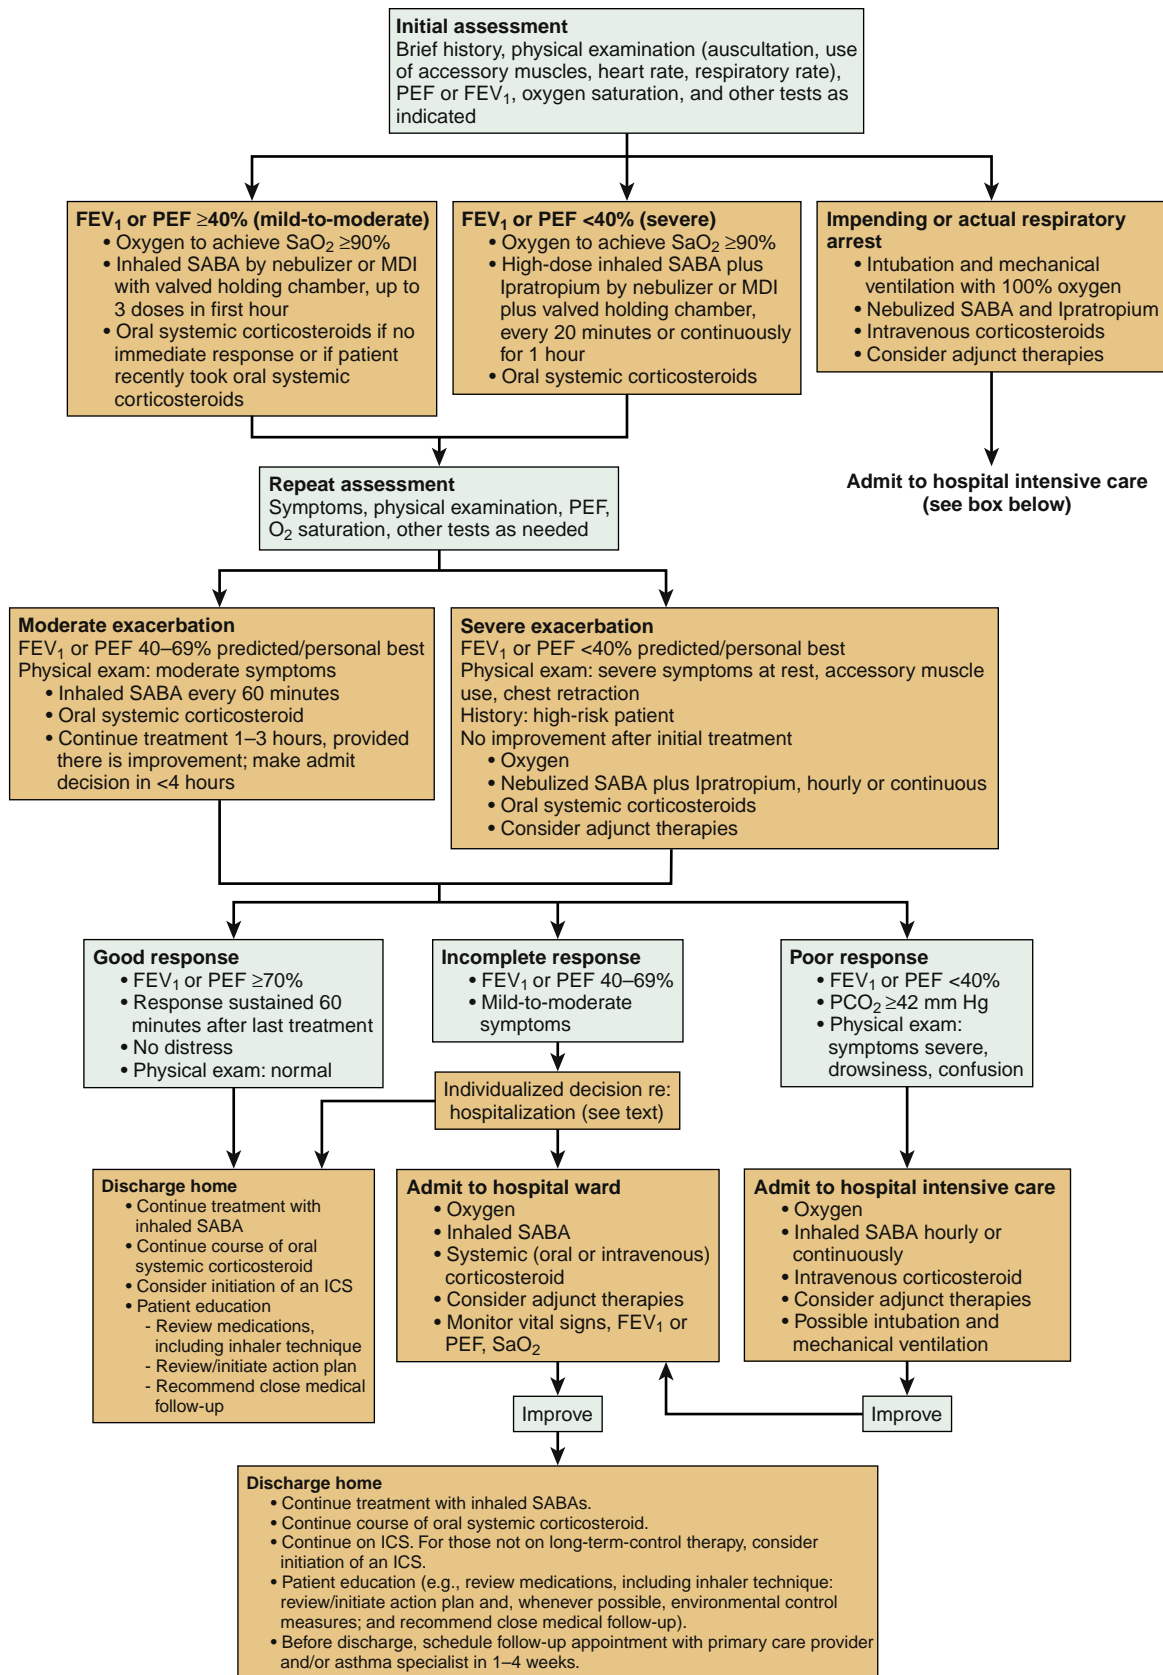 Initial assessment
Brief history, physical examination (auscultation, use
of accessory muscles, heart rate, respiratory rate),
PEF or FEV₁, oxygen saturation, and other tests as
indicated
FEV₁ or PEF ≥40% (mild-to-moderate)
• Oxygen to achieve SaO₂ ≥90%
• Inhaled SABA by nebulizer or MDI
with valved holding chamber, up to
3 doses in first hour
• Oral systemic corticosteroids if no
immediate response or if patient
recently took oral systemic
corticosteroids
FEV₁ or PEF <40% (severe)
• Oxygen to achieve SaO₂ ≥90%
• High-dose inhaled SABA plus
Ipratropium by nebulizer or MDI
plus valved holding chamber,
every 20 minutes or continuously
for 1 hour
• Oral systemic corticosteroids
Impending or actual respiratory
arrest
• Intubation and mechanical
ventilation with 100% oxygen
• Nebulized SABA and Ipratropium
• Intravenous corticosteroids
• Consider adjunct therapies
Repeat assessment
Symptoms, physical examination, PEF,
O₂ saturation, other tests as needed
Admit to hospital intensive care
(see box below)
Moderate exacerbation
FEV₁ or PEF 40–69% predicted/personal best
Physical exam: moderate symptoms
• Inhaled SABA every 60 minutes
• Oral systemic corticosteroid
• Continue treatment 1–3 hours, provided
there is improvement; make admit
decision in <4 hours
Severe exacerbation
FEV₁ or PEF <40% predicted/personal best
Physical exam: severe symptoms at rest, accessory muscle
use, chest retraction
History: high-risk patient
No improvement after initial treatment
• Oxygen
• Nebulized SABA plus Ipratropium, hourly or continuous
• Oral systemic corticosteroids
• Consider adjunct therapies
Good response
• FEV₁ or PEF ≥70%
• Response sustained 60
minutes after last treatment
• No distress
• Physical exam: normal
Incomplete response
• FEV₁ or PEF 40–69%
• Mild-to-moderate
symptoms
Poor response
• FEV₁ or PEF <40%
• PCO₂ ≥42 mm Hg
• Physical exam:
symptoms severe,
drowsiness, confusion
Individualized decision re:
hospitalization (see text)
Discharge home
• Continue treatment with
inhaled SABA
• Continue course of oral
systemic corticosteroid
• Consider initiation of an ICS
• Patient education
- Review medications,
including inhaler technique
- Review/initiate action plan
- Recommend close medical
follow-up
Admit to hospital ward
• Oxygen
• Inhaled SABA
• Systemic (oral or intravenous)
corticosteroid
• Consider adjunct therapies
• Monitor vital signs, FEV₁ or
PEF, SaO₂
Admit to hospital intensive care
• Oxygen
• Inhaled SABA hourly or
continuously
• Intravenous corticosteroid
• Consider adjunct therapies
• Possible intubation and
mechanical ventilation
Improve
Improve
Discharge home
• Continue treatment with inhaled SABAs.
• Continue course of oral systemic corticosteroid.
• Continue on ICS. For those not on long-term-control therapy, consider
initiation of an ICS.
• Patient education (e.g., review medications, including inhaler technique:
review/initiate action plan and, whenever possible, environmental control
measures; and recommend close medical follow-up).
• Before discharge, schedule follow-up appointment with primary care provider
and/or asthma specialist in 1–4 weeks.